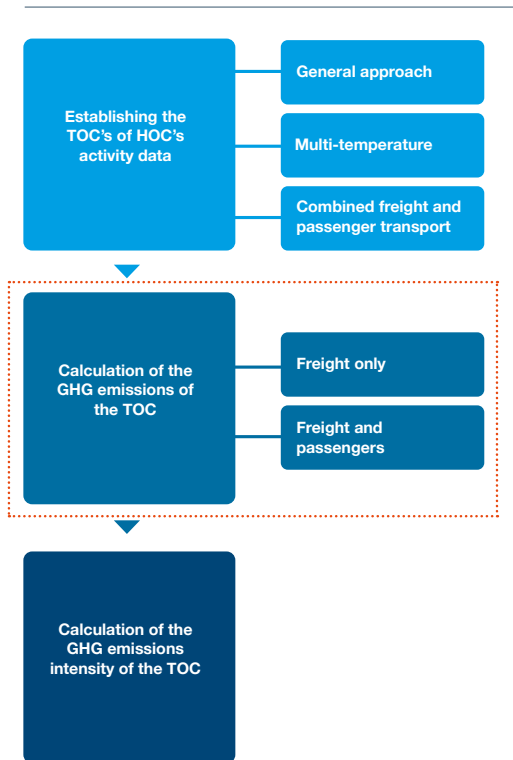 Establishing the
TOC's of HOC's
activity data
General approach
Multi-temperature
Combined freight and
passenger transport
Calculation of the
GHG emissions of
the TOC
Freight only
Freight and
passengers
Calculation of the
GHG emissions
intensity of the TOC